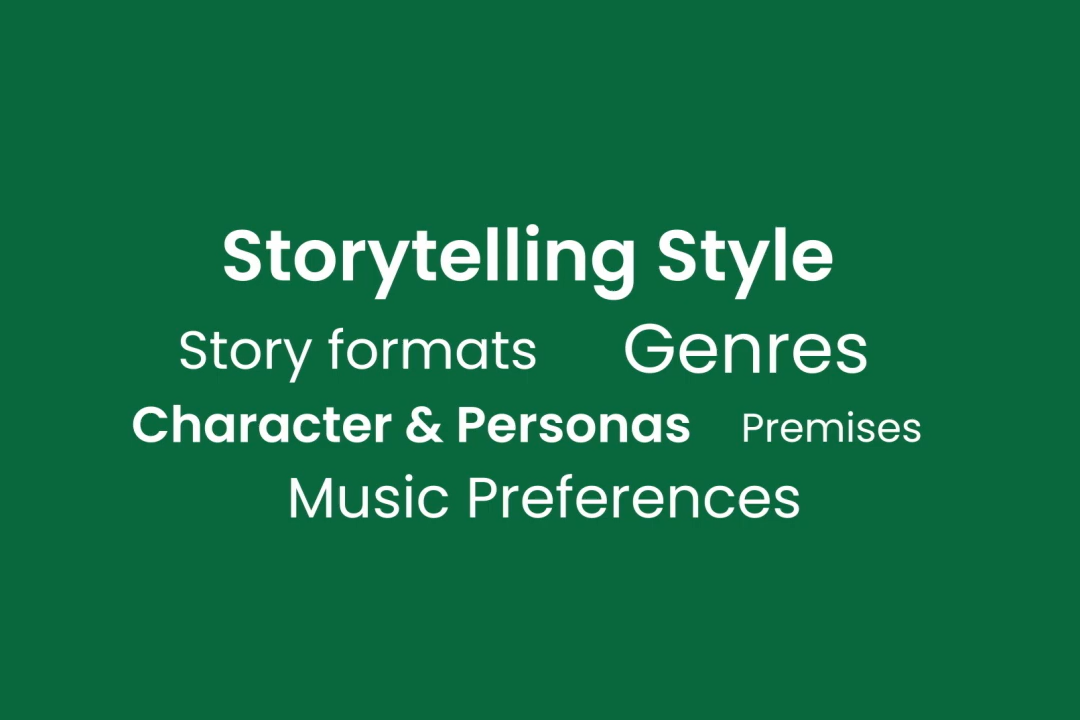 Storytelling Style
Story formats Genres
Character & Personas Premises
Music Preferences